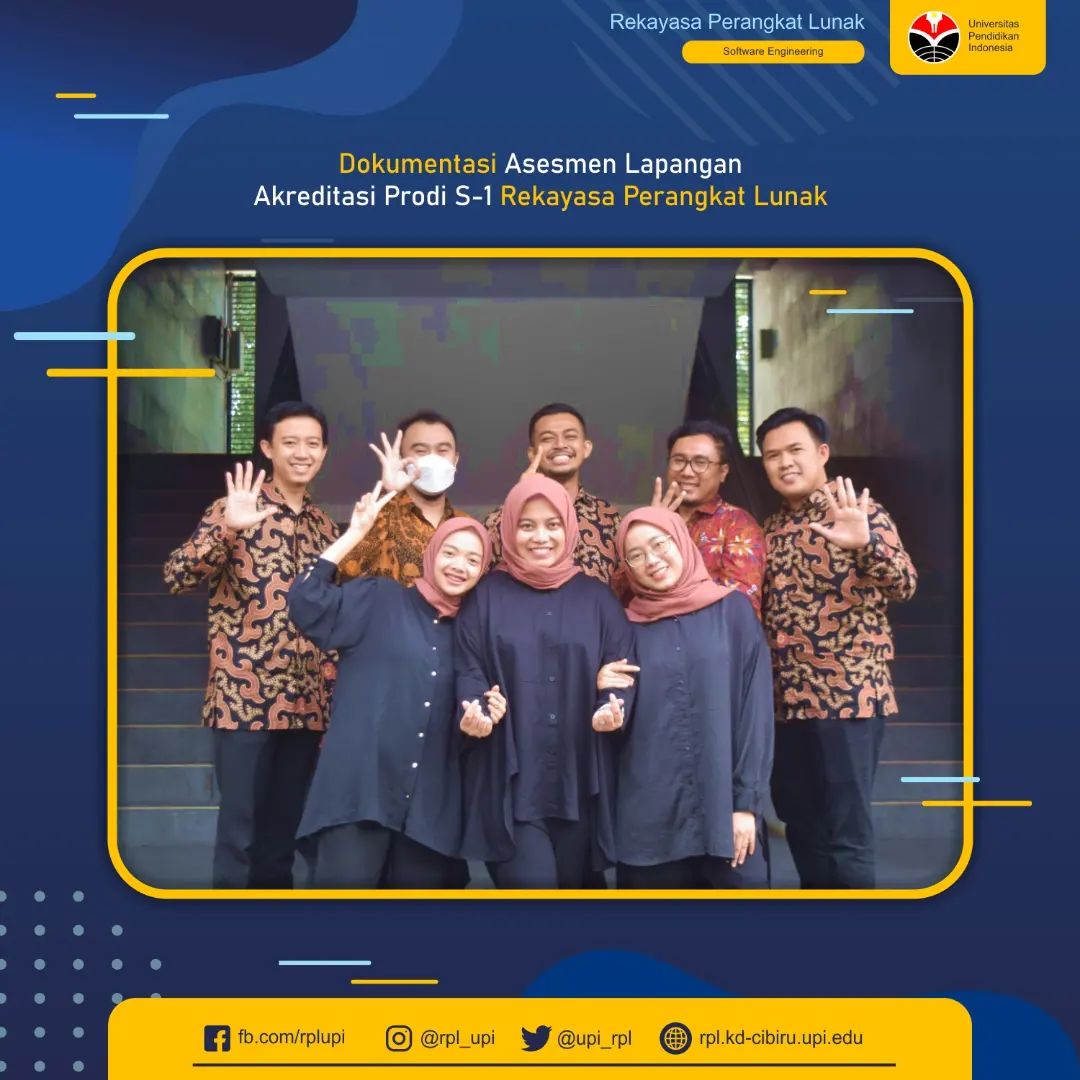 Rekayasa Perangkat Lunak
Software Engineering
Universitas
Pendidikan
Indonesia
Dokumentasi Asesmen Lapangan
Akreditasi Prodi S-1 Rekayasa Perangkat Lunak
fb.com/rplupi
@rpl_upi
@upi_rpl
rpl.kd-cibiru.upi.edu